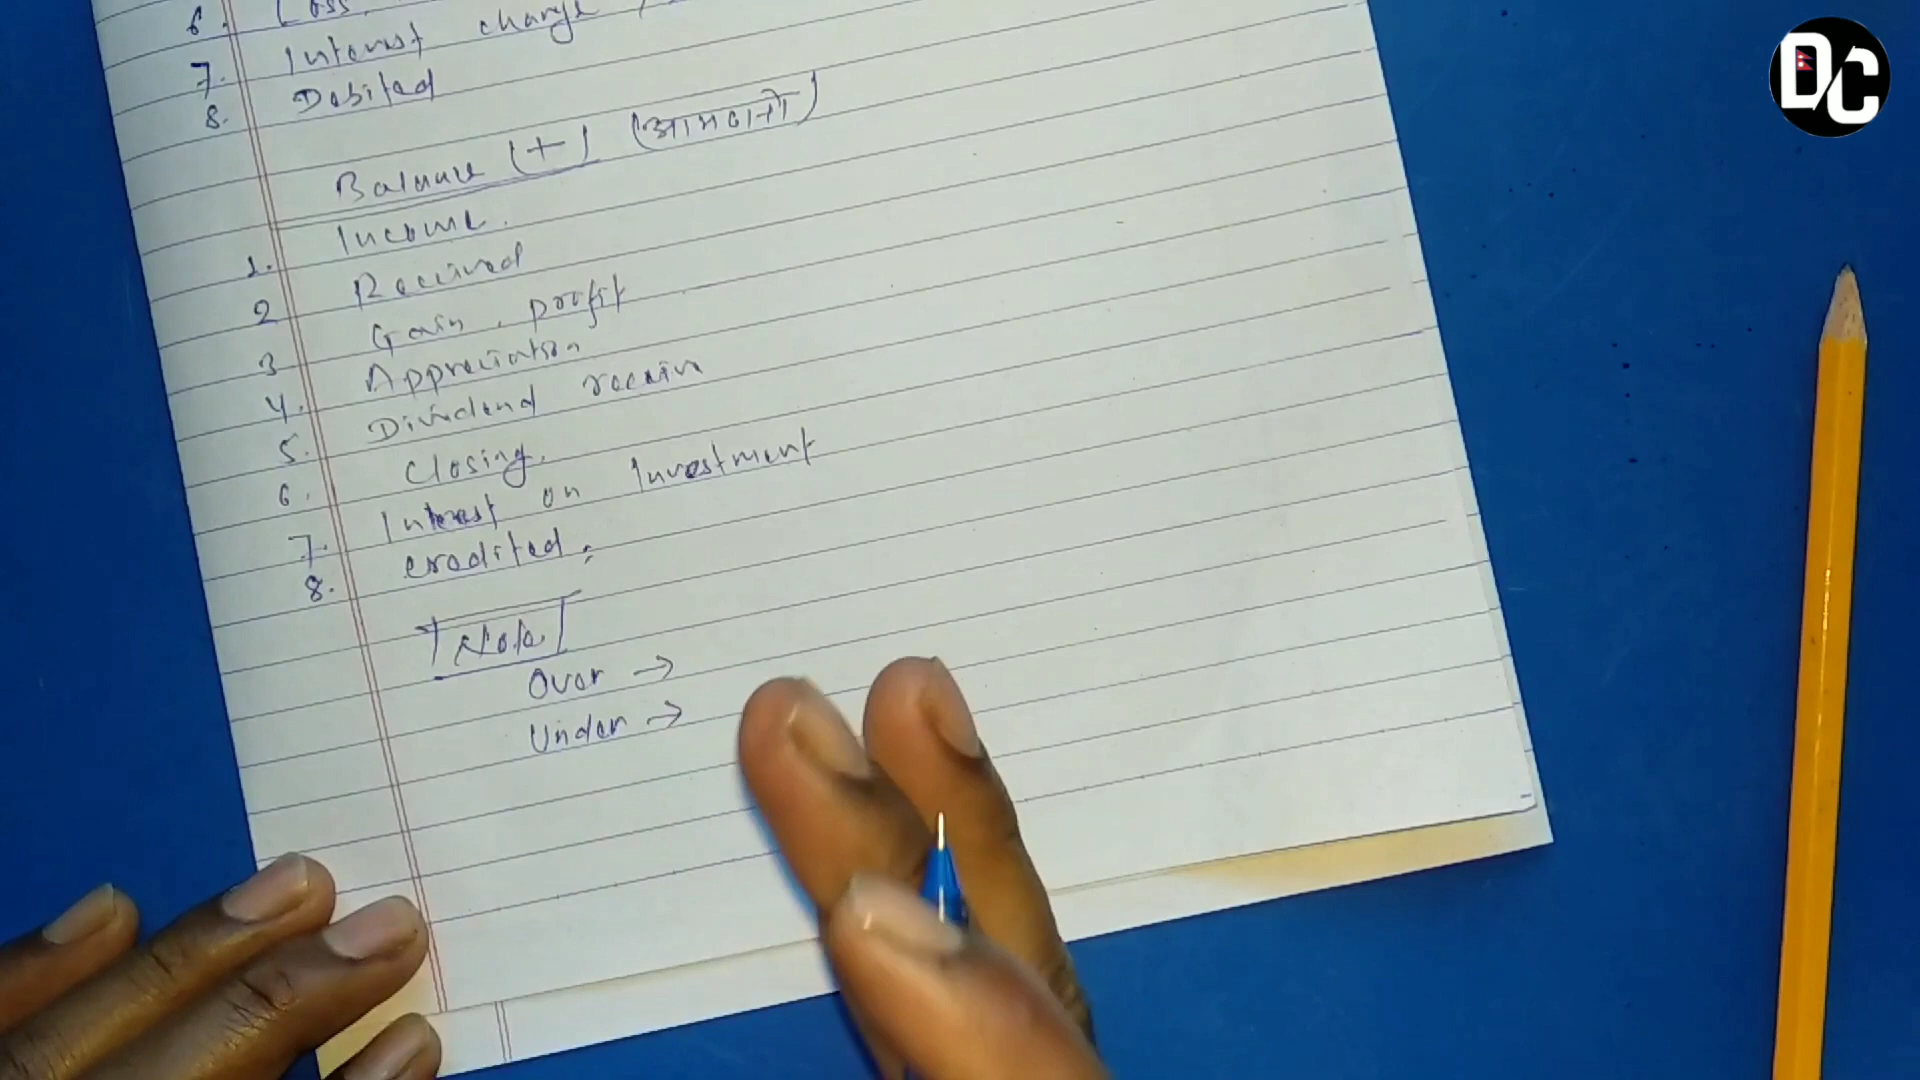 6. Loss
7. Interest charge
8. Debited
Balance (+) (आमदानी)
1. Income.
2 Received
3 Gain, profit
4. Appreciation
5. Dividend receive
6. Closing.
7. Interest on Investment
8. credited.
Note
Over →
Under →
DC